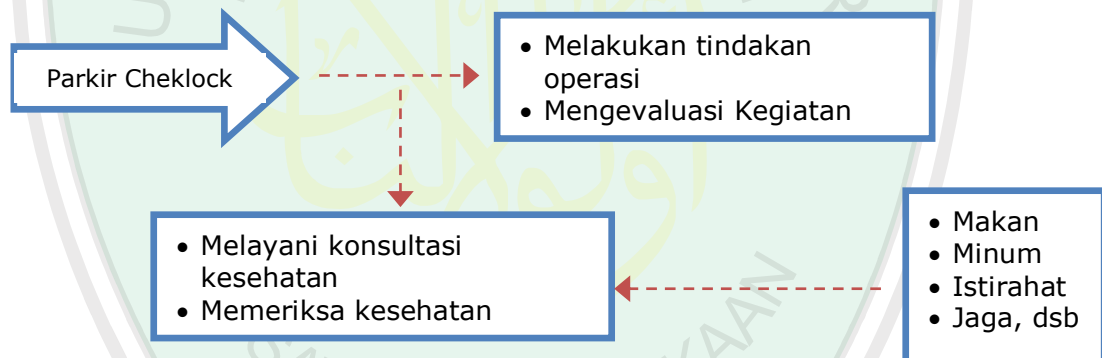 Parkir Cheklock
• Melakukan tindakan
operasi
• Mengevaluasi Kegiatan
• Melayani konsultasi
kesehatan
• Memeriksa kesehatan
• Makan
• Minum
• Istirahat
• Jaga, dsb